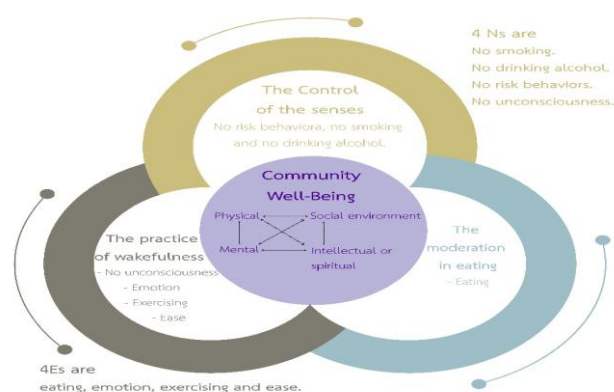 4 Ns are
No smoking.
No drinking alcohol.
No risk behaviors.
No unconsciousness.
The Control
of the senses
No risk behaviora, no smoking
and no drinking alcohol.
Community
Well-Being
Physical
Social environment
Mental
Intellectual or
spiritual
The practice
of wakefulness
- No unconsciousness
- Emotion
- Exercising
- Ease
The
moderation
in eating
- Eating
4Es are
eating, emotion, exercising and ease.